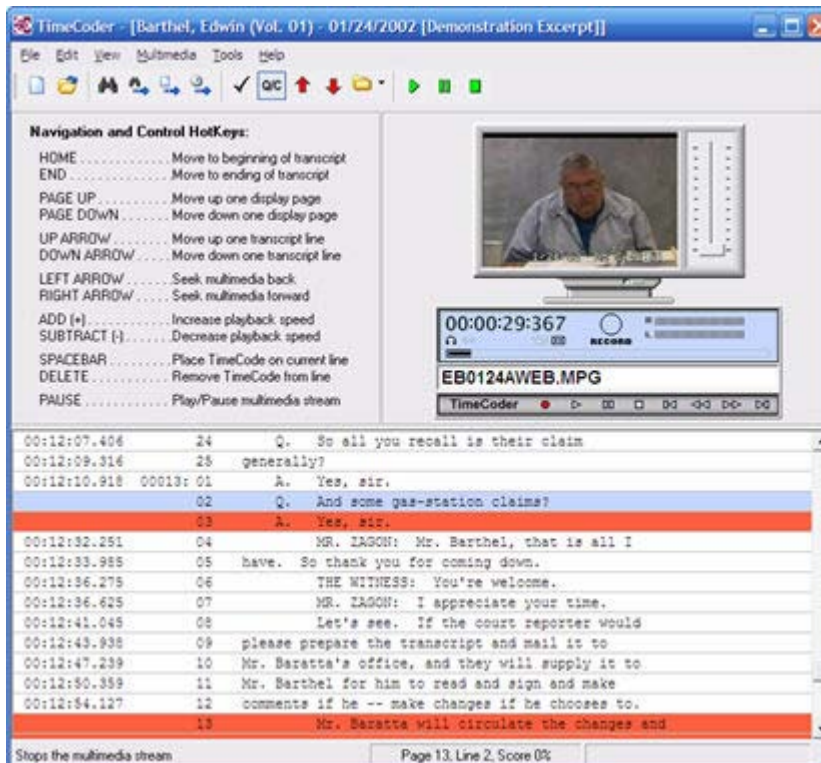 TimeCoder - [Barthel, Edwin (Vol. 01) - 01/24/2002 [Demonstration Excerpt]]
File Edit View Multimedia Tools Help
Q/C
Navigation and Control HotKeys:
HOME . . . . . . . . . . . . Move to beginning of transcript
END . . . . . . . . . . . . . Move to ending of transcript
PAGE UP . . . . . . . . . . Move up one display page
PAGE DOWN . . . . . . . Move down one display page
UP ARROW . . . . . . . . Move up one transcript line
DOWN ARROW . . . . . Move down one transcript line
LEFT ARROW . . . . . . Seek multimedia back
RIGHT ARROW . . . . . Seek multimedia forward
ADD (+) . . . . . . . . . . . Increase playback speed
SUBTRACT (-) . . . . . . Decrease playback speed
SPACEBAR . . . . . . . . Place TimeCode on current line
DELETE . . . . . . . . . . . Remove TimeCode from line
PAUSE . . . . . . . . . . . . Play/Pause multimedia stream
00:00:29:367
RECORD
R
L
EB0124AWEB.MPG
TimeCoder
00:12:07.406 24 Q. So all you recall is their claim
00:12:09.316 25 generally?
00:12:10.918 00013: 01 A. Yes, sir.
02 Q. And some gas-station claims?
03 A. Yes, sir.
00:12:32.251 04 MR. ZAGON: Mr. Barthel, that is all I
00:12:33.985 05 have. So thank you for coming down.
00:12:36.275 06 THE WITNESS: You're welcome.
00:12:36.625 07 MR. ZAGON: I appreciate your time.
00:12:41.045 08 Let's see. If the court reporter would
00:12:43.938 09 please prepare the transcript and mail it to
00:12:47.239 10 Mr. Baratta's office, and they will supply it to
00:12:50.359 11 Mr. Barthel for him to read and sign and make
00:12:54.127 12 comments if he -- make changes if he chooses to.
13 Mr. Baratta will circulate the changes and
Stops the multimedia stream Page 13, Line 2, Score 0%